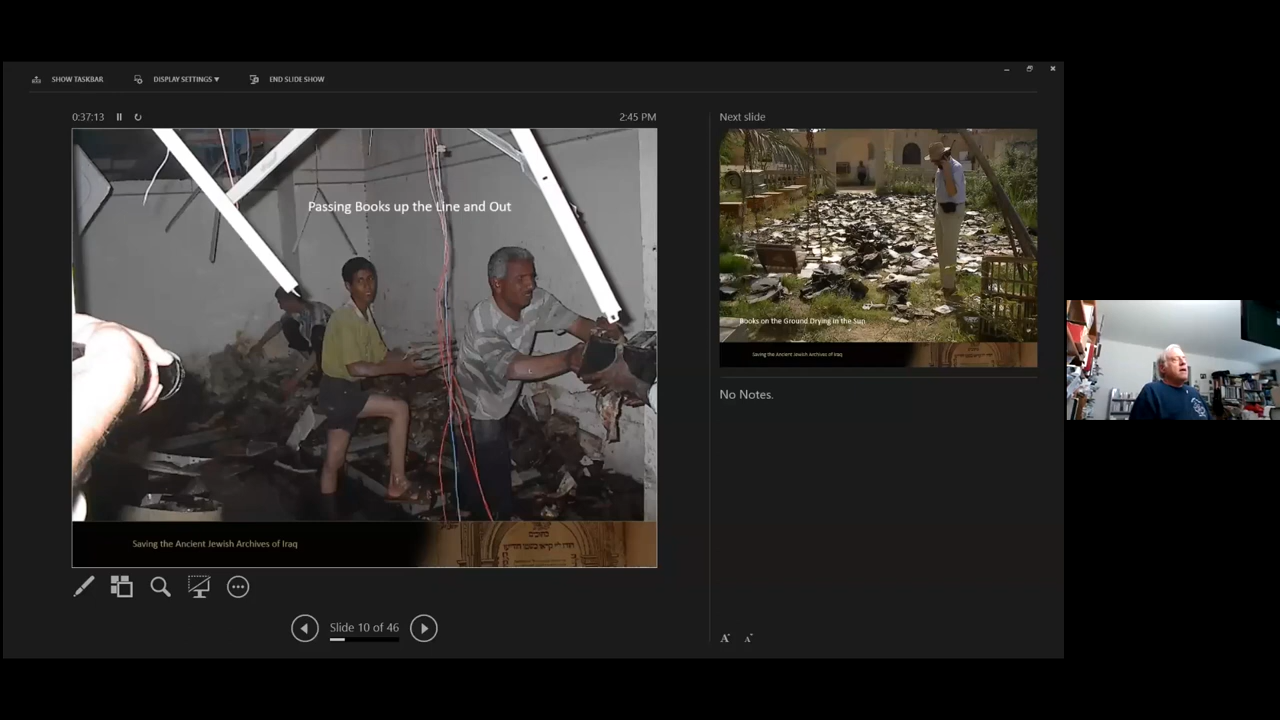 SHOW TASKBAR
DISPLAY SETTINGS ▼
END SLIDE SHOW
0:37:13
2:45 PM
Next slide
Passing Books up the Line and Out
Saving the Ancient Jewish Archives of Iraq
Books on the Ground Drying in the Sun
Saving the Ancient Jewish Archives of Iraq
No Notes.
Slide 10 of 46
A A